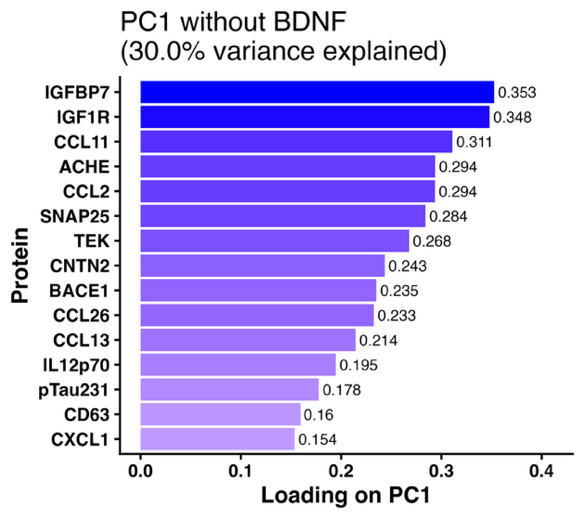 PC1 without BDNF
(30.0% variance explained)
IGFBP7 0.353
IGF1R 0.348
CCL11 0.311
ACHE 0.294
CCL2 0.294
SNAP25 0.284
TEK 0.268
CNTN2 0.243
BACE1 0.235
CCL26 0.233
CCL13 0.214
IL12p70 0.195
pTau231 0.178
CD63 0.16
CXCL1 0.154
Protein
0.0 0.1 0.2 0.3 0.4
Loading on PC1